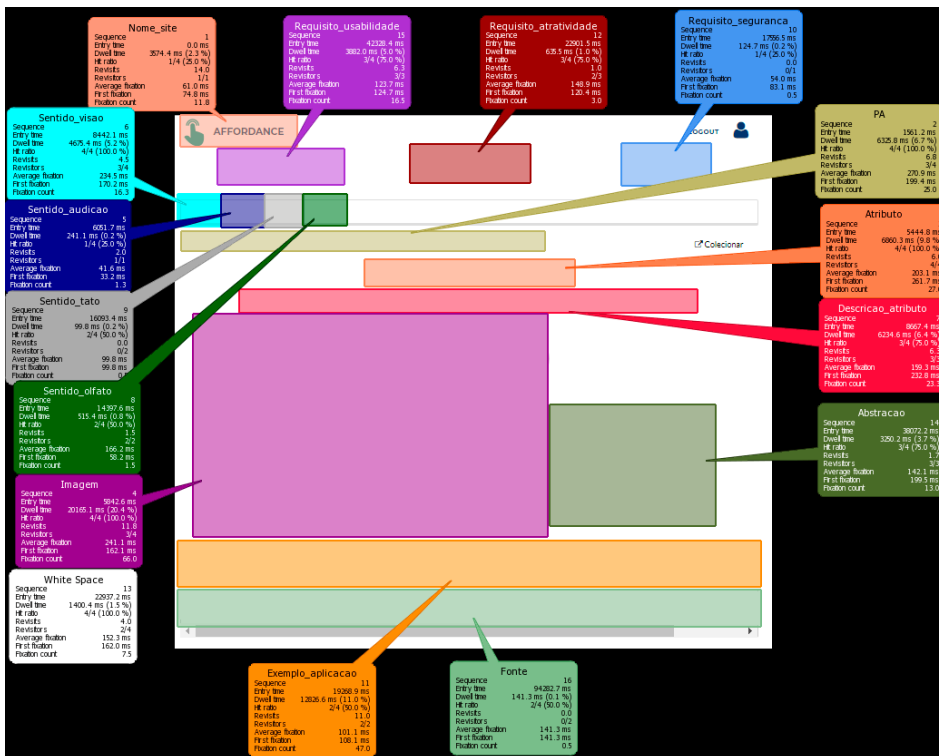 Nome_site
Sequence 1
Entry time 0.0 ms
Dwell time 3574.4 ms (2.3 %)
Hit ratio 1/4 (25.0 %)
Revisits 14.0
Revisitors 1/1
Average fixation 61.0 ms
First fixation 74.8 ms
Fixation count 11.8
Requisito_usabilidade
Sequence 15
Entry time 42328.4 ms
Dwell time 3882.0 ms (5.0 %)
Hit ratio 3/4 (75.0 %)
Revisits 6.3
Revisitors 3/3
Average fixation 123.7 ms
First fixation 124.7 ms
Fixation count 16.5
Requisito_atratividade
Sequence 12
Entry time 22901.5 ms
Dwell time 635.5 ms (1.0 %)
Hit ratio 3/4 (75.0 %)
Revisits 1.0
Revisitors 2/3
Average fixation 148.9 ms
First fixation 120.4 ms
Fixation count 3.0
Requisito_seguranca
Sequence 10
Entry time 17556.5 ms
Dwell time 124.7 ms (0.2 %)
Hit ratio 1/4 (25.0 %)
Revisits 0.0
Revisitors 0/1
Average fixation 54.0 ms
First fixation 83.1 ms
Fixation count 0.5
AFFORDANCE
LOGOUT
Sentido_visao
Sequence 6
Entry time 8442.1 ms
Dwell time 4675.4 ms (5.2 %)
Hit ratio 4/4 (100.0 %)
Revisits 4.5
Revisitors 3/4
Average fixation 234.5 ms
First fixation 170.2 ms
Fixation count 16.3
PA
Sequence 2
Entry time 1561.2 ms
Dwell time 6325.8 ms (6.7 %)
Hit ratio 4/4 (100.0 %)
Revisits 6.8
Revisitors 3/4
Average fixation 270.9 ms
First fixation 199.4 ms
Fixation count 25.0
Sentido_audicao
Sequence 5
Entry time 6051.7 ms
Dwell time 241.1 ms (0.2 %)
Hit ratio 1/4 (25.0 %)
Revisits 2.0
Revisitors 1/1
Average fixation 41.6 ms
First fixation 33.2 ms
Fixation count 1.3
Colecionar
Atributo
Entry time 5444.8 ms
Dwell time 6860.3 ms (9.8 %)
Hit ratio 4/4 (100.0 %)
Revisits
Revisitors
Average fixation 203.1 ms
First fixation 261.7 ms
Fixation count
Sentido_tato
Sequence 9
Entry time 16093.4 ms
Dwell time 99.8 ms (0.2 %)
Hit ratio 2/4 (50.0 %)
Revisits 0.0
Revisitors 0/2
Average fixation 99.8 ms
First fixation 99.8 ms
Fixation count
Descricao_atributo
Sequence
Entry time 8667.4 ms
Dwell time 6234.6 ms (6.4 %)
Hit ratio 3/4 (75.0 %)
Revisits 6.3
Revisitors 3/3
Average fixation 159.3 ms
First fixation 232.8 ms
Fixation count 23.3
Sentido_olfato
Sequence 8
Entry time 14397.6 ms
Dwell time 515.4 ms (0.8 %)
Hit ratio 2/4 (50.0 %)
Revisits 1.5
Revisitors 2/2
Average fixation 166.2 ms
First fixation 58.2 ms
Fixation count 1.5
Abstracao
Sequence 14
Entry time 38072.2 ms
Dwell time 3250.2 ms (3.7 %)
Hit ratio 3/4 (75.0 %)
Revisits 1.7
Revisitors 3/3
Average fixation 142.1 ms
First fixation 199.5 ms
Fixation count 13.0
Imagem
Sequence 4
Entry time 5842.6 ms
Dwell time 20165.1 ms (20.4 %)
Hit ratio 4/4 (100.0 %)
Revisits 11.8
Revisitors 3/4
Average fixation 241.1 ms
First fixation 162.1 ms
Fixation count 66.0
White Space
Sequence 13
Entry time 22937.2 ms
Dwell time 1400.4 ms (1.5 %)
Hit ratio 4/4 (100.0 %)
Revisits 4.0
Revisitors 2/4
Average fixation 152.3 ms
First fixation 162.0 ms
Fixation count 7.5
Exemplo_aplicacao
Sequence 11
Entry time 19268.9 ms
Dwell time 12826.6 ms (11.0 %)
Hit ratio 2/4 (50.0 %)
Revisits 11.0
Revisitors 2/2
Average fixation 101.1 ms
First fixation 108.1 ms
Fixation count 47.0
Fonte
Sequence 16
Entry time 94282.7 ms
Dwell time 141.3 ms (0.1 %)
Hit ratio 2/4 (50.0 %)
Revisits 0.0
Revisitors 0/2
Average fixation 141.3 ms
First fixation 141.3 ms
Fixation count 0.5